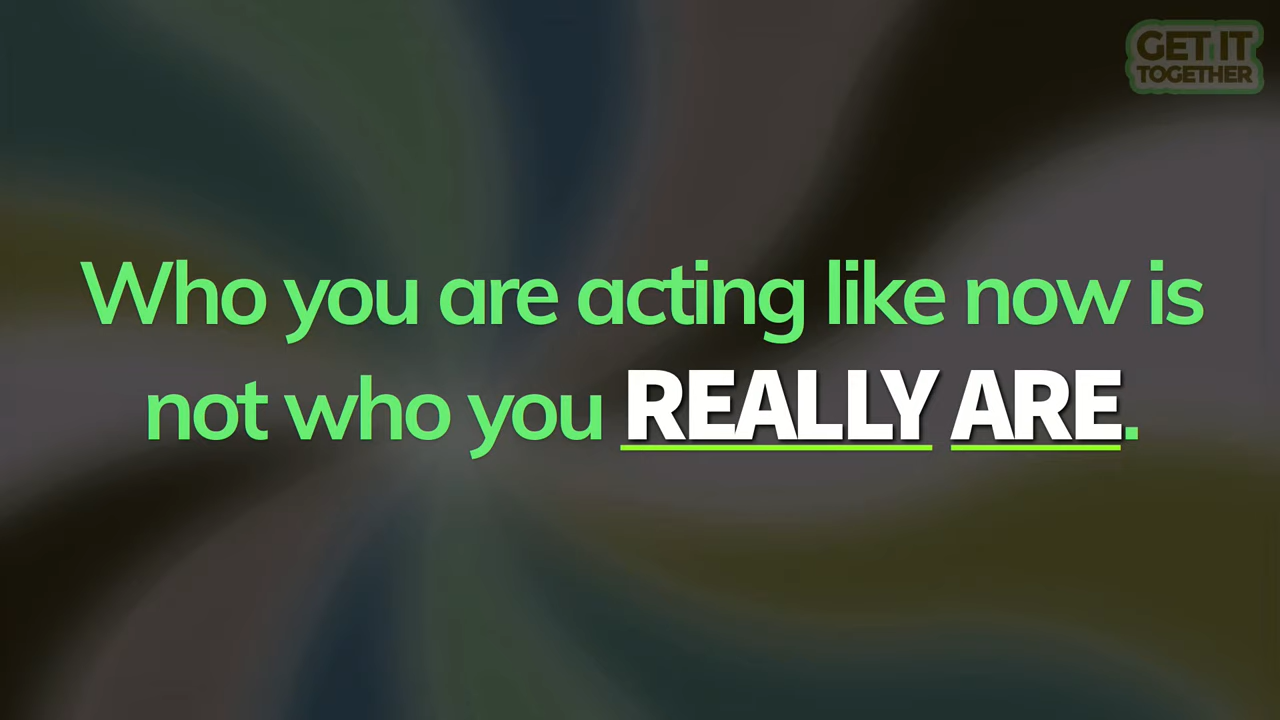 GET IT
TOGETHER
Who you are acting like now is
not who you REALLY ARE.